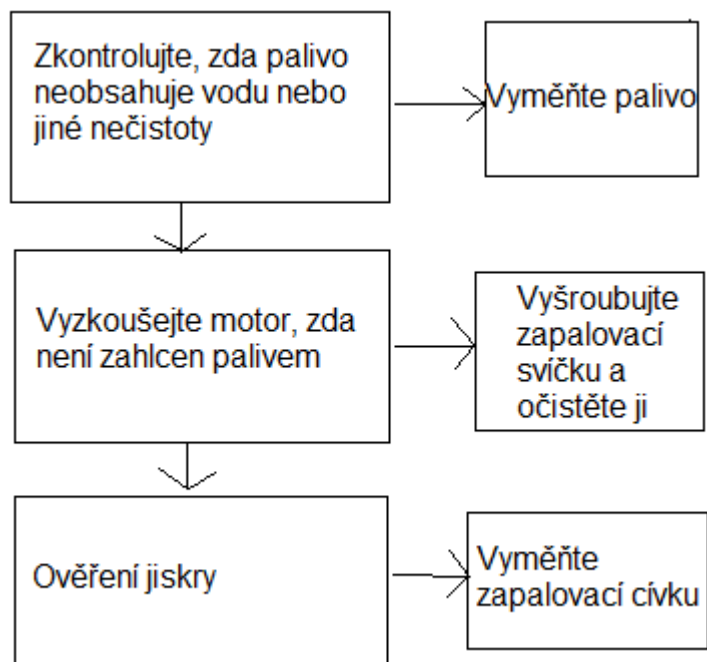 Zkontrolujte, zda palivo
neobsahuje vodu nebo
jiné nečistoty
Vyměňte palivo
Vyzkoušejte motor, zda
není zahlcen palivem
Vyšroubujte
zapalovací
svíčku a
očistěte ji
Ověření jiskry
Vyměňte
zapalovací cívku